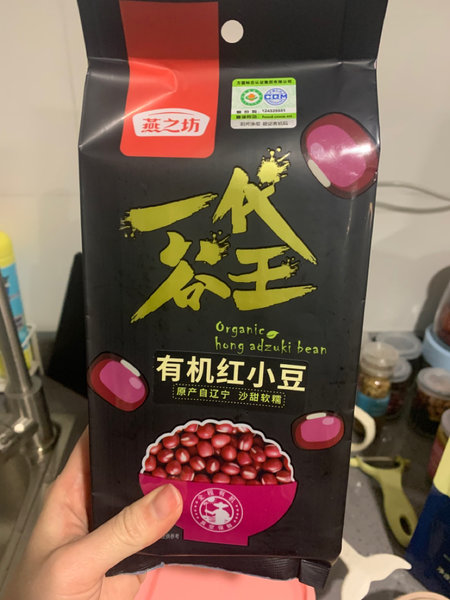 燕之坊
一代
谷王
Organic
hong adzuki bean
有机红小豆
原产自辽宁 沙甜软糯